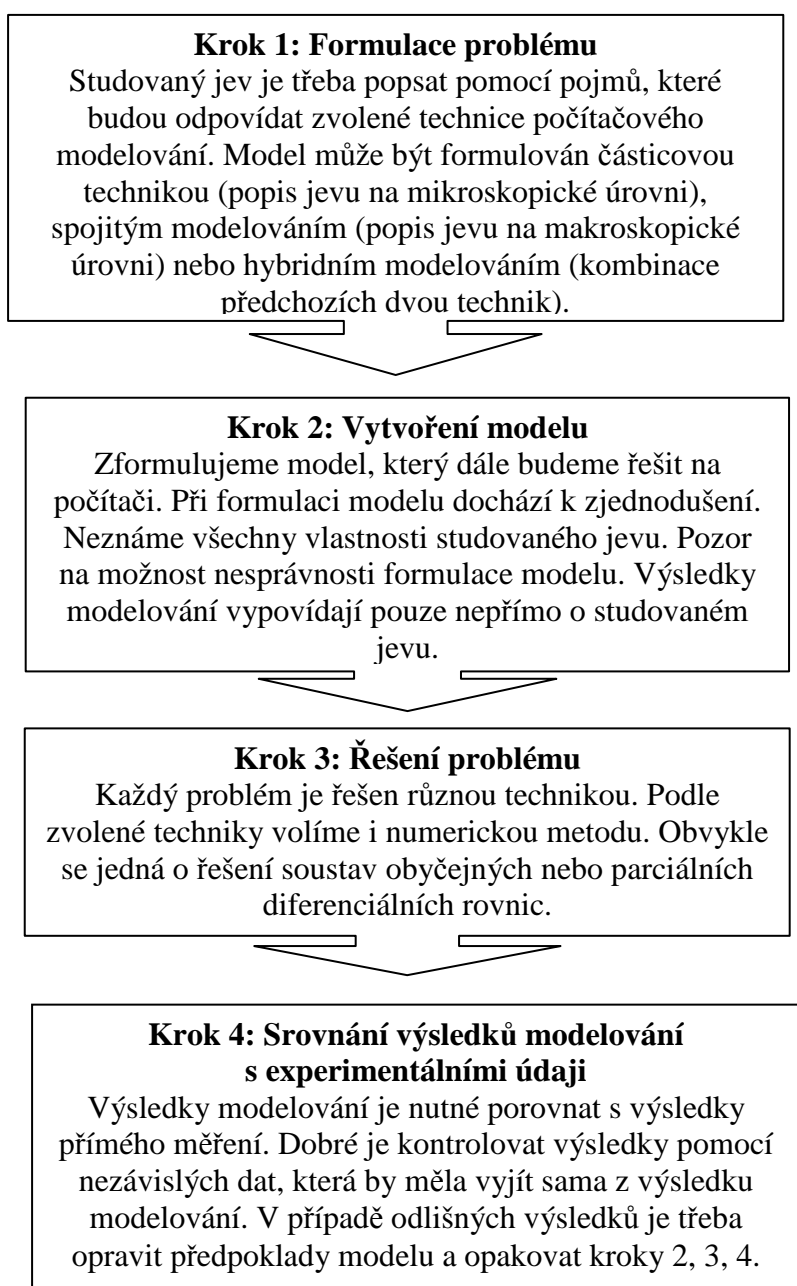 Krok 1: Formulace problému
Studovaný jev je třeba popsat pomocí pojmů, které
budou odpovídat zvolené technice počítačového
modelování. Model může být formulován částicovou
technikou (popis jevu na mikroskopické úrovni),
spojitým modelováním (popis jevu na makroskopické
úrovni) nebo hybridním modelováním (kombinace
předchozích dvou technik).
Krok 2: Vytvoření modelu
Zformulujeme model, který dále budeme řešit na
počítači. Při formulaci modelu dochází k zjednodušení.
Neznáme všechny vlastnosti studovaného jevu. Pozor
na možnost nesprávnosti formulace modelu. Výsledky
modelování vypovídají pouze nepřímo o studovaném
jevu.
Krok 3: Řešení problému
Každý problém je řešen různou technikou. Podle
zvolené techniky volíme i numerickou metodu. Obvykle
se jedná o řešení soustav obyčejných nebo parciálních
diferenciálních rovnic.
Krok 4: Srovnání výsledků modelování
s experimentálními údaji
Výsledky modelování je nutné porovnat s výsledky
přímého měření. Dobré je kontrolovat výsledky pomocí
nezávislých dat, která by měla vyjít sama z výsledku
modelování. V případě odlišných výsledků je třeba
opravit předpoklady modelu a opakovat kroky 2, 3, 4.